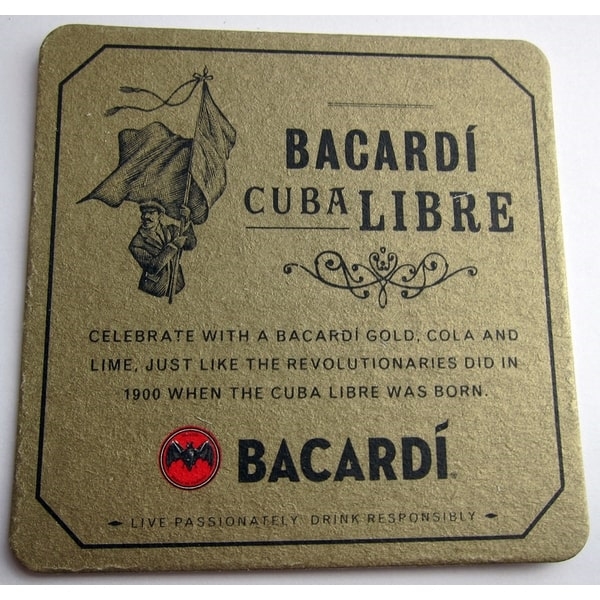 BACARDÍ
CUBA LIBRE
CELEBRATE WITH A BACARDÍ GOLD, COLA AND
LIME, JUST LIKE THE REVOLUTIONARIES DID IN
1900 WHEN THE CUBA LIBRE WAS BORN.
BACARDÍ.
LIVE PASSIONATELY DRINK RESPONSIBLY